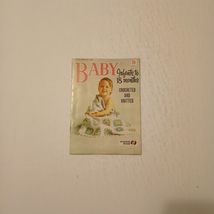 BABY
Infants to
18 months
CROCHETED
AND
KNITTED